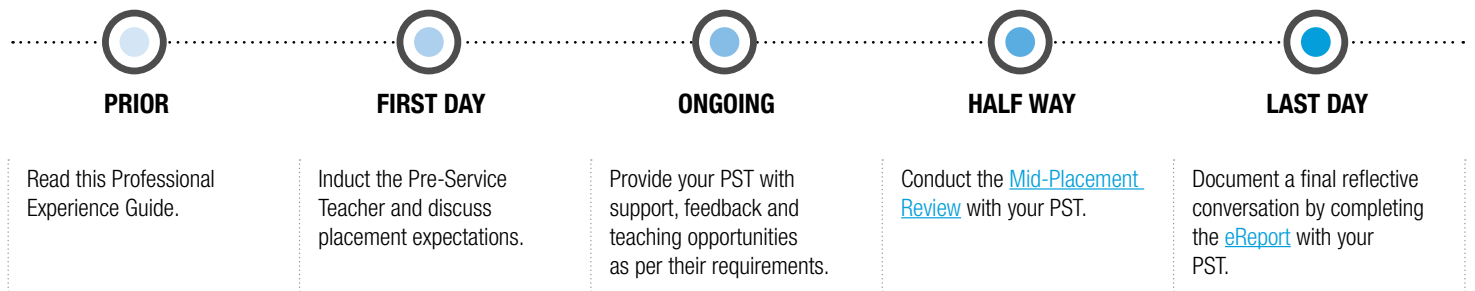 PRIOR
Read this Professional
Experience Guide.
FIRST DAY
Induct the Pre-Service
Teacher and discuss
placement expectations.
ONGOING
Provide your PST with
support, feedback and
teaching opportunities
as per their requirements.
HALF WAY
Conduct the Mid-Placement
Review with your PST.
LAST DAY
Document a final reflective
conversation by completing
the eReport with your
PST.